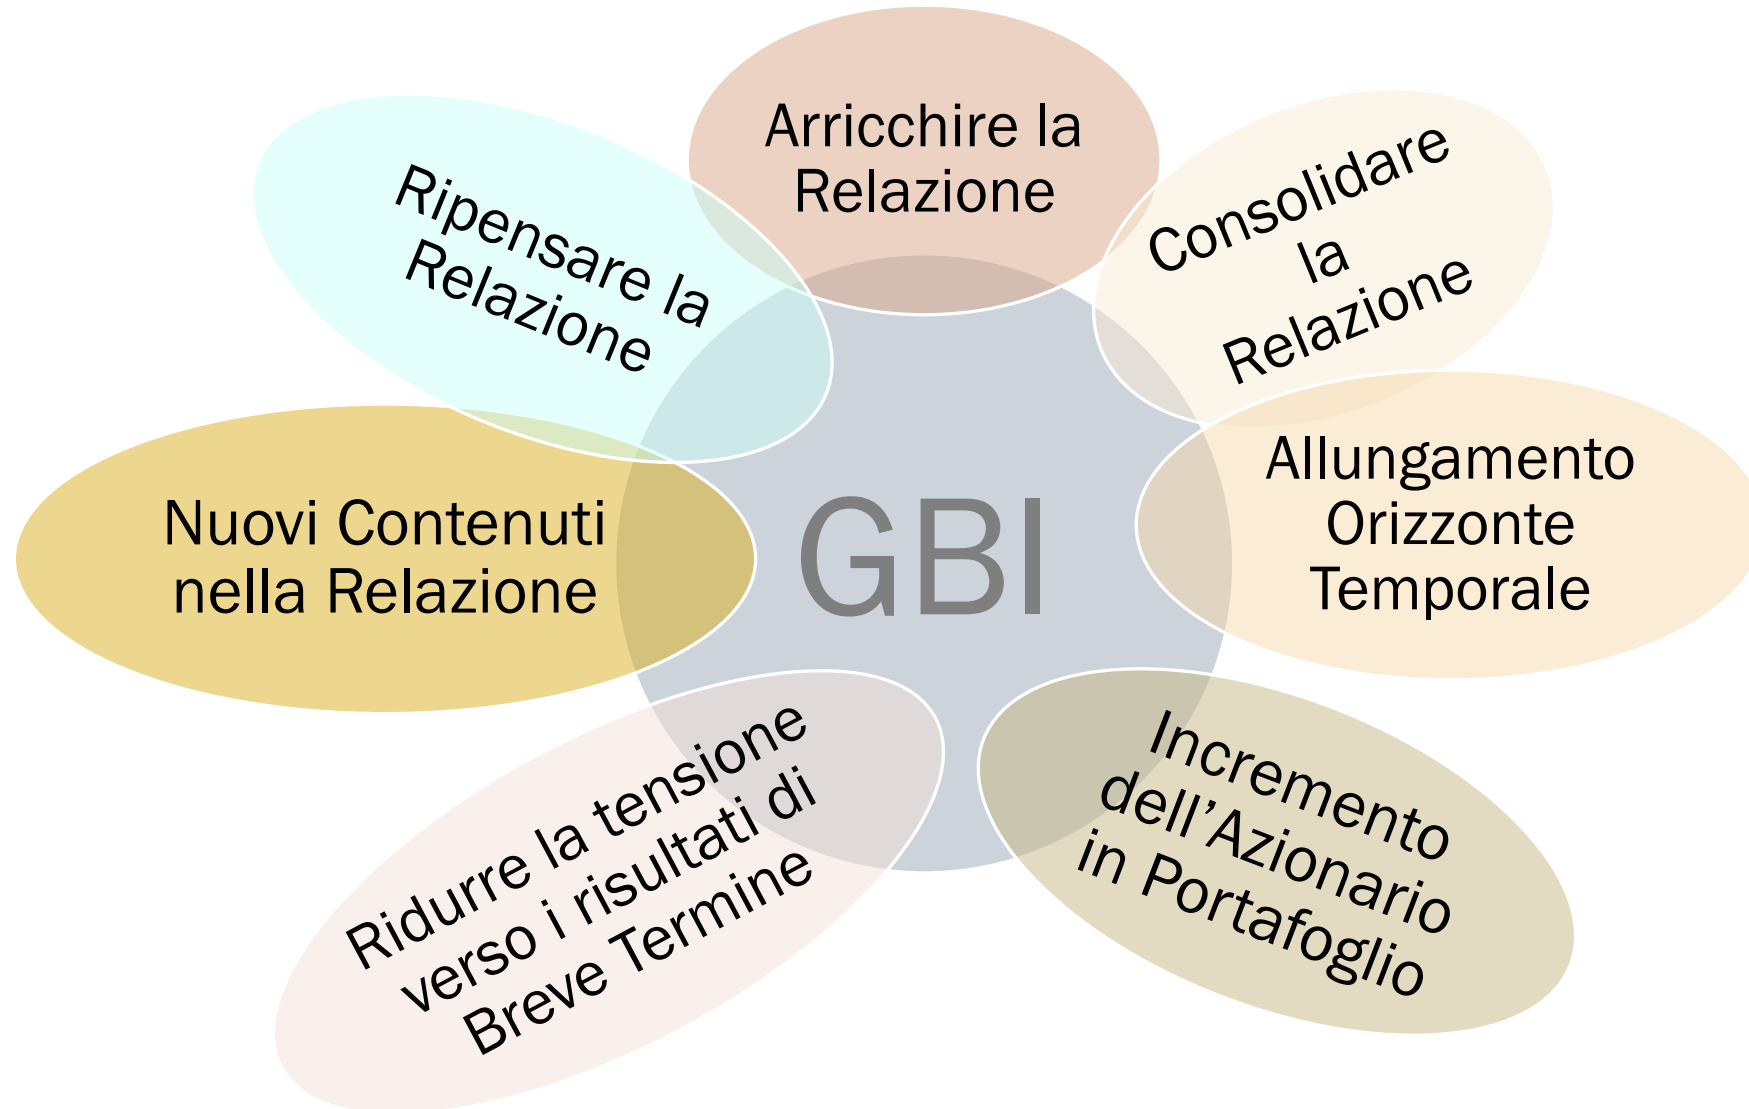 Arricchire la
Relazione
Consolidare
la
Relazione
Allungamento
Orizzonte
Temporale
Incremento
dell’Azionario
in Portafoglio
Ridurre la tensione
verso i risultati di
Breve Termine
Nuovi Contenuti
nella Relazione
Ripensare la
Relazione
GBI